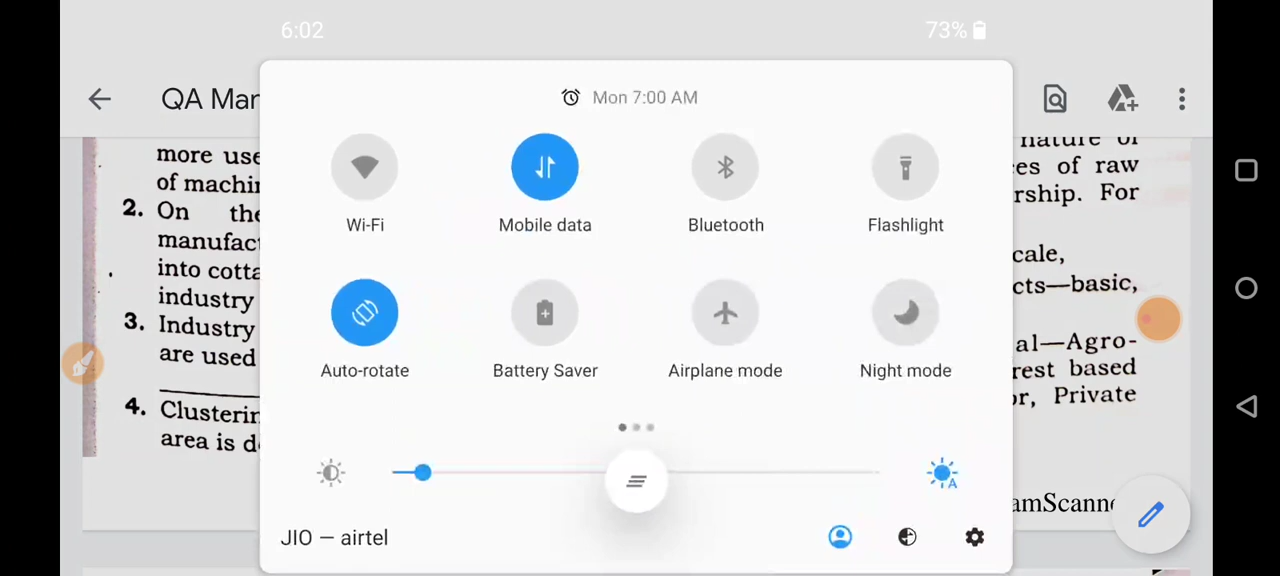 6:02
73%
QA Mar
Mon 7:00 AM
Wi-Fi
Mobile data
Bluetooth
Flashlight
Auto-rotate
Battery Saver
Airplane mode
Night mode
A
JIO — airtel
more use
of machin
2. On the
manufact
into cotta
industry
3. Industry
are used
4. Clusterin
area is d
nature of
es of raw
rship. For
cale,
cts—basic,
al—Agro-
rest based
or, Private
amScanne